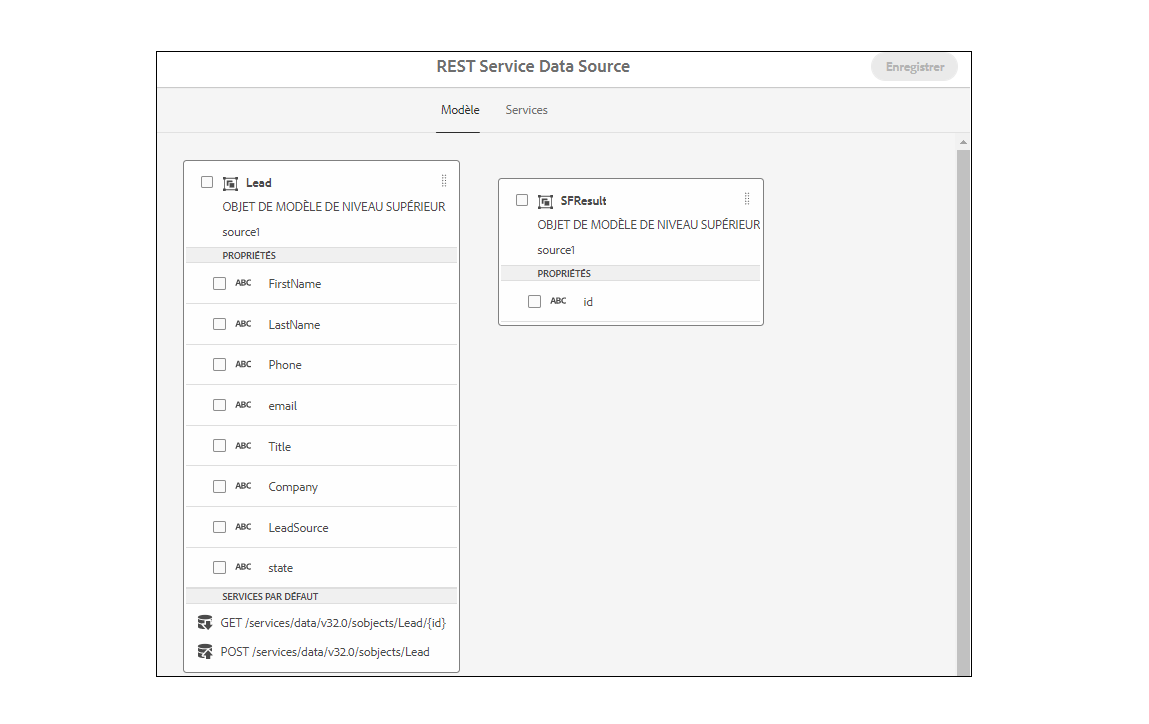 REST Service Data Source
Enregistrer
Modèle
Services
Lead
OBJET DE MODÈLE DE NIVEAU SUPÉRIEUR
source1
PROPRIÉTÉS
ABC FirstName
ABC LastName
ABC Phone
ABC email
ABC Title
ABC Company
ABC LeadSource
ABC state
SERVICES PAR DÉFAUT
GET /services/data/v32.0/sobjects/Lead/{id}
POST /services/data/v32.0/sobjects/Lead
SFResult
OBJET DE MODÈLE DE NIVEAU SUPÉRIEUR
source1
PROPRIÉTÉS
ABC id